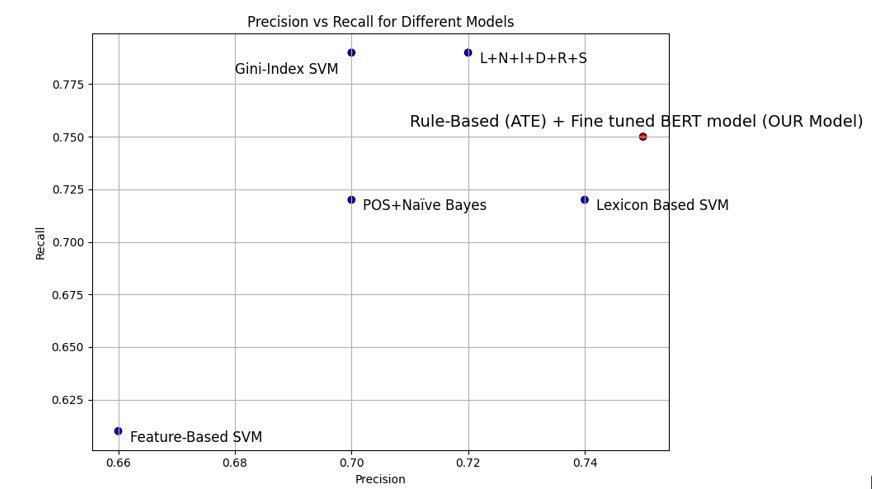 Precision vs Recall for Different Models
L+N+I+D+R+S
Gini-Index SVM
0.775
Rule-Based (ATE) + Fine tuned BERT model (OUR Model)
0.750
0.725
POS+Naïve Bayes
Lexicon Based SVM
0.700
Recall
0.675
0.650
0.625
Feature-Based SVM
0.66 0.68 0.70 0.72 0.74
Precision